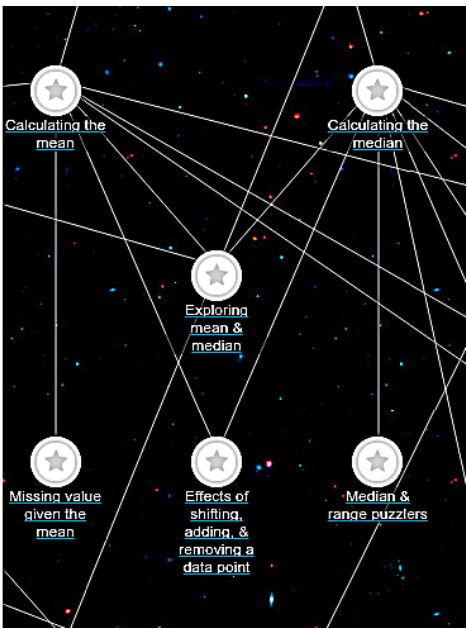 Calculating the
mean
Calculating the
median
Exploring
mean &
median
Missing value
given the
mean
Effects of
shifting,
adding, &
removing a
data point
Median &
range puzzlers